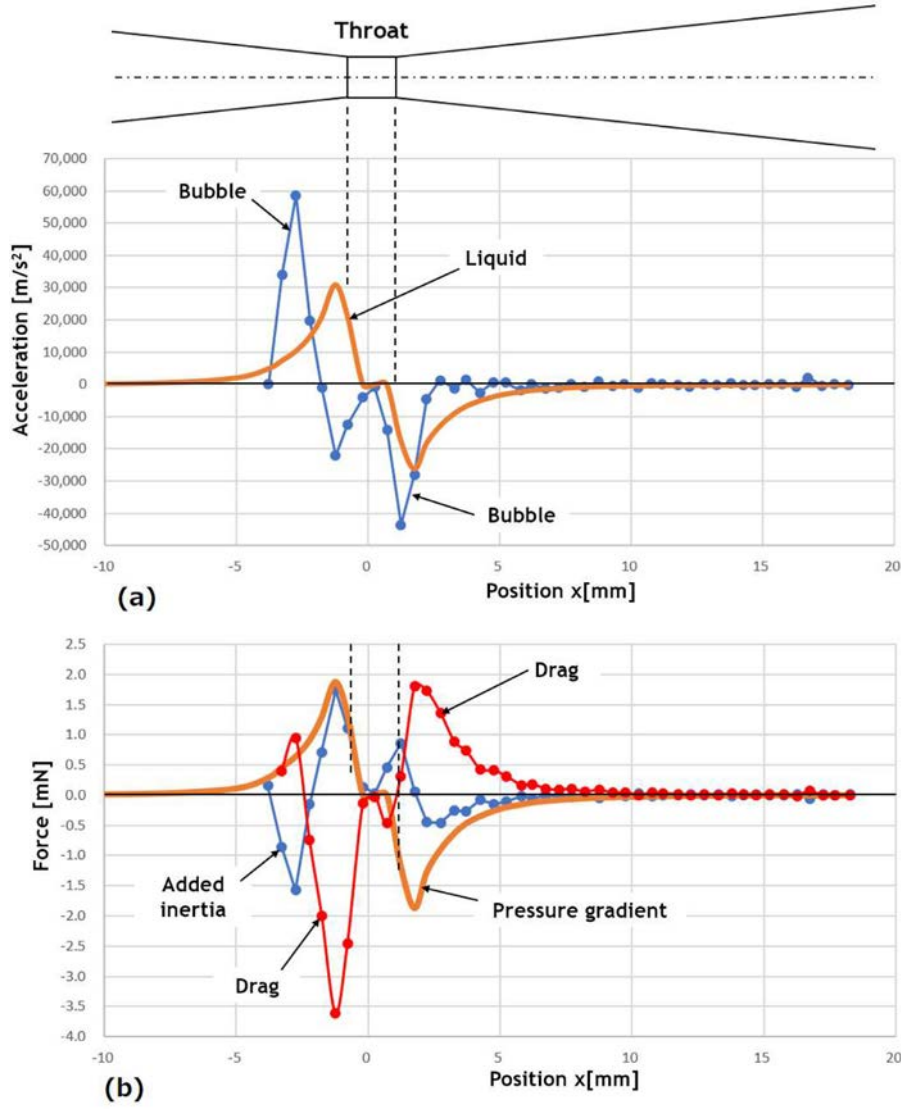 Throat
70,000
60,000
50,000
40,000
30,000
20,000
10,000
0
-10,000
-20,000
-30,000
-40,000
-50,000
Acceleration [m/s²]
Bubble
Liquid
Bubble
-10
-5
0
5
10
15
20
Position x[mm]
(a)
2.5
2.0
1.5
1.0
0.5
0.0
-0.5
-1.0
-1.5
-2.0
-2.5
-3.0
-3.5
-4.0
Force [mN]
Drag
Added
inertia
Pressure gradient
Drag
-10
-5
0
5
10
15
20
Position x[mm]
(b)